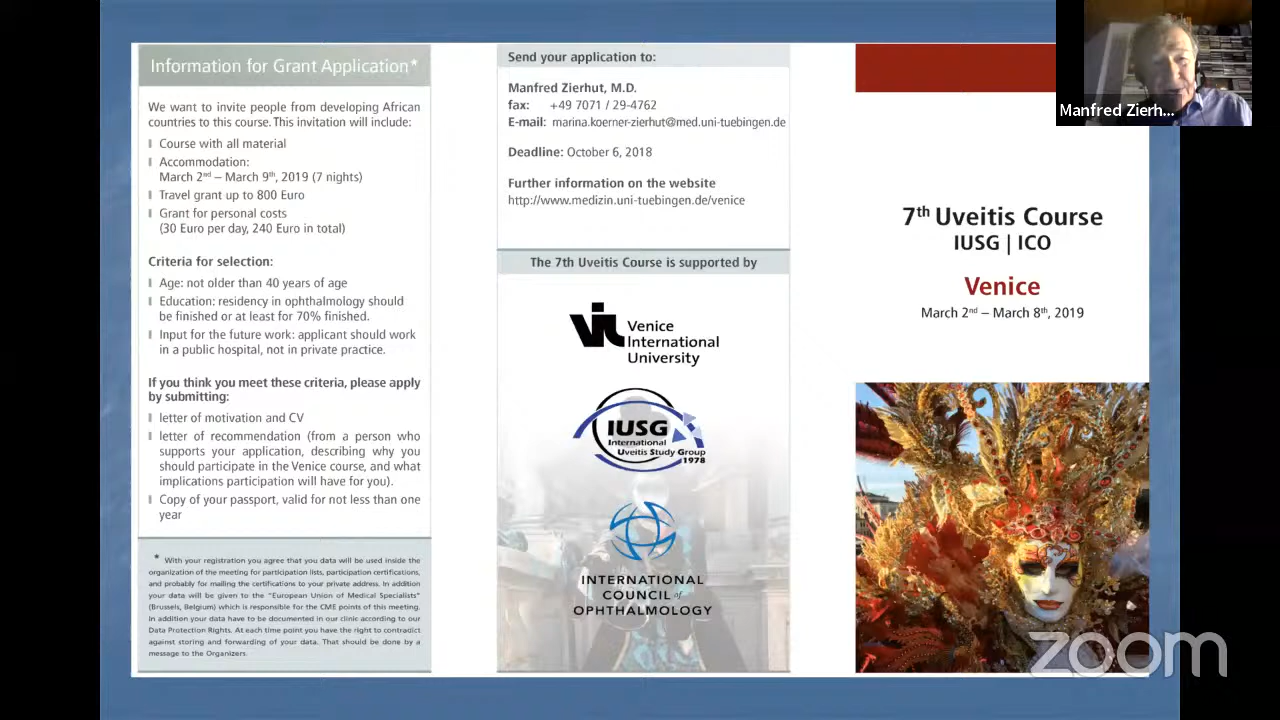 Information for Grant Application*
We want to invite people from developing African
countries to this course. This invitation will include:
Course with all material
Accommodation:
March 2nd – March 9th, 2019 (7 nights)
Travel grant up to 800 Euro
Grant for personal costs
(30 Euro per day, 240 Euro in total)
Criteria for selection:
Age: not older than 40 years of age
Education: residency in ophthalmology should
be finished or at least for 70% finished.
Input for the future work: applicant should work
in a public hospital, not in private practice.
If you think you meet these criteria, please apply
by submitting:
letter of motivation and CV
letter of recommendation (from a person who
supports your application, describing why you
should participate in the Venice course, and what
implications participation will have for you).
Copy of your passport, valid for not less than one
year
* With your registration you agree that you data will be used inside the
organization of the meeting for participation lists, participation certifications,
and probably for mailing the certifications to your private address. In addition
your data will be given to the "European Union of Medical Specialists"
(Brussels, Belgium) which is responsible for the CME points of this meeting.
In addition your data have to be documented in our clinic according to our
Data Protection Rights. At each time point you have the right to contradict
against storing and forwarding of your data. That should be done by a
message to the Organizers.
Send your application to:
Manfred Zierhut, M.D.
fax: +49 7071 / 29-4762
E-mail: marina.koerner-zierhut@med.uni-tuebingen.de
Deadline: October 6, 2018
Further information on the website
http://www.medizin.uni-tuebingen.de/venice
The 7th Uveitis Course is supported by
VIU
Venice
International
University
IUSG
International
Uveitis Study Group
1978
INTERNATIONAL
COUNCIL of
OPHTHALMOLOGY
Manfred Zierh...
7th Uveitis Course
IUSG | ICO
Venice
March 2nd – March 8th, 2019
zoom